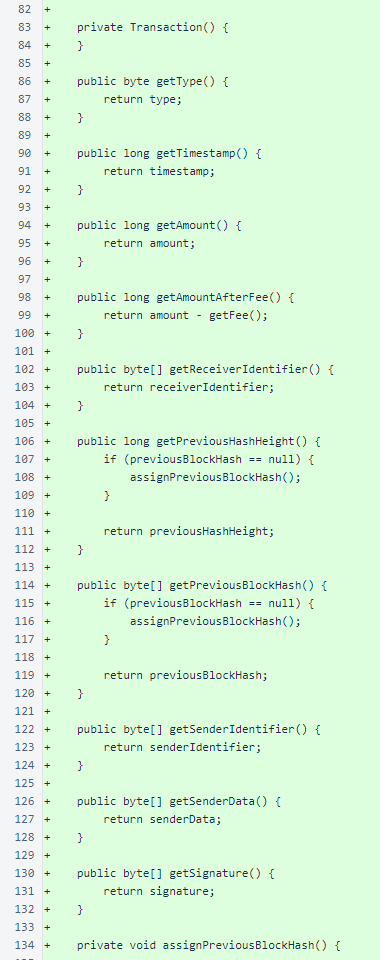 82 +
83 + private Transaction() {
84 + }
85 +
86 + public byte getType() {
87 + return type;
88 + }
89 +
90 + public long getTimestamp() {
91 + return timestamp;
92 + }
93 +
94 + public long getAmount() {
95 + return amount;
96 + }
97 +
98 + public long getAmountAfterFee() {
99 + return amount - getFee();
100 + }
101 +
102 + public byte[] getReceiverIdentifier() {
103 + return receiverIdentifier;
104 + }
105 +
106 + public long getPreviousHashHeight() {
107 + if (previousBlockHash == null) {
108 + assignPreviousBlockHash();
109 + }
110 +
111 + return previousHashHeight;
112 + }
113 +
114 + public byte[] getPreviousBlockHash() {
115 + if (previousBlockHash == null) {
116 + assignPreviousBlockHash();
117 + }
118 +
119 + return previousBlockHash;
120 + }
121 +
122 + public byte[] getSenderIdentifier() {
123 + return senderIdentifier;
124 + }
125 +
126 + public byte[] getSenderData() {
127 + return senderData;
128 + }
129 +
130 + public byte[] getSignature() {
131 + return signature;
132 + }
133 +
134 + private void assignPreviousBlockHash() {